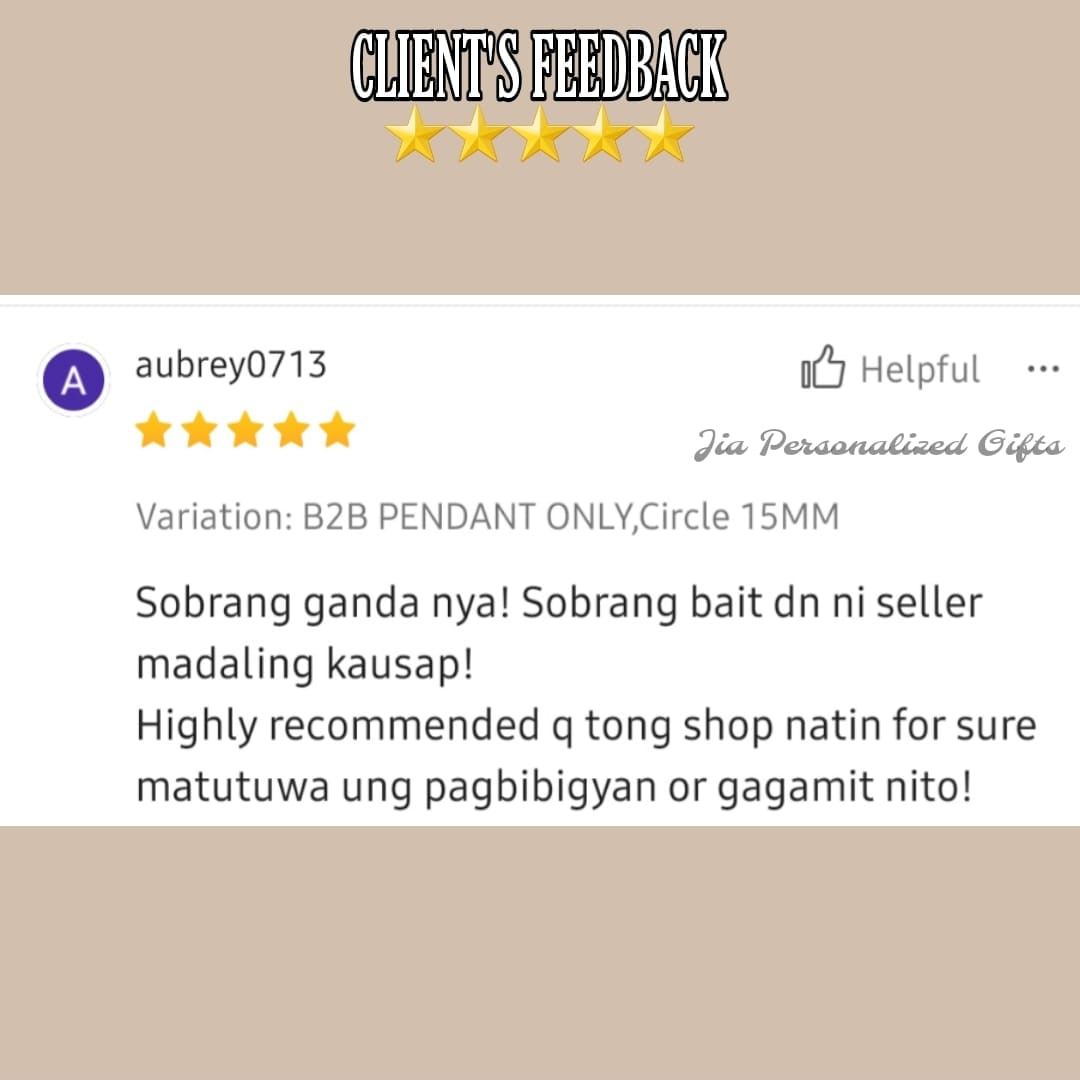 CLIENT'S FEEDBACK
A
aubrey0713
Helpful
Jia Personalized Gifts
Variation: B2B PENDANT ONLY,Circle 15MM
Sobrang ganda nya! Sobrang bait dn ni seller
madaling kausap!
Highly recommended q tong shop natin for sure
matutuwa ung pagbibigyan or gagamit nito!